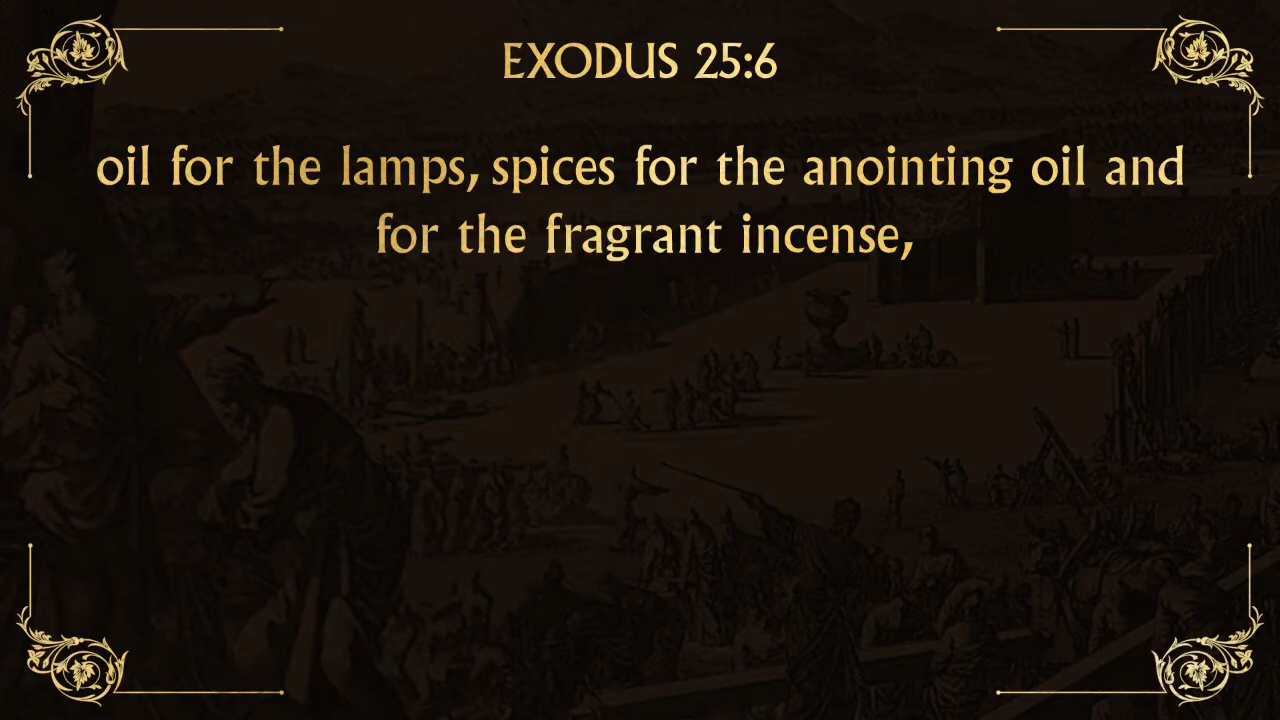 EXODUS 25:6
oil for the lamps, spices for the anointing oil and
for the fragrant incense,